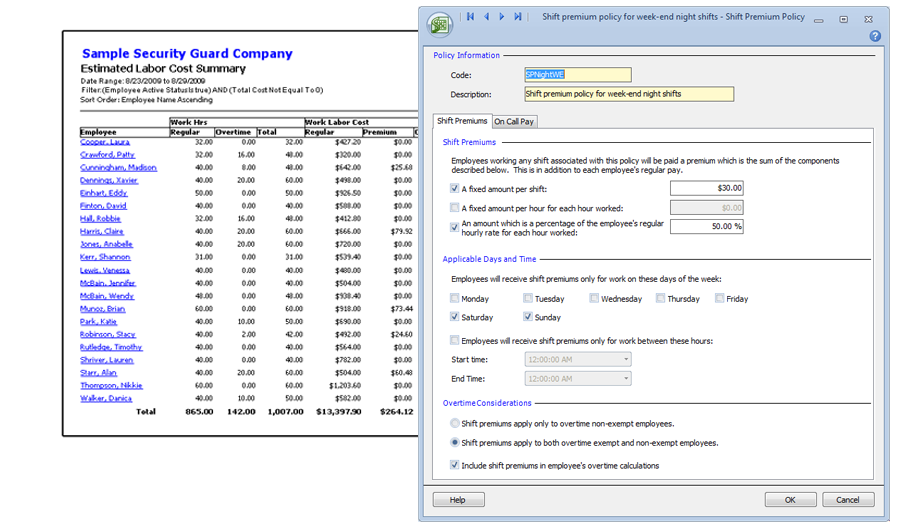 Sample Security Guard Company
Estimated Labor Cost Summary
Date Range: 8/23/2009 to 8/29/2009
Filter:(Employee Active Status Is true) AND (Total Cost Not Equal To 0)
Sort Order: Employee Name Ascending
Work Hrs Work Labor Cost
Employee Regular Overtime Total Regular Premium
Cooper, Laura 32.00 0.00 32.00 $427.20 $0.00
Crawford, Patty 32.00 16.00 48.00 $320.00 $0.00
Cunningham, Madison 40.00 8.00 48.00 $642.00 $25.68
Dennings, Xavier 40.00 20.00 60.00 $498.00 $0.00
Einhart, Eddy 50.00 0.00 50.00 $926.50 $0.00
Finton, David 40.00 0.00 40.00 $588.00 $0.00
Hall, Robbie 32.00 16.00 48.00 $412.80 $0.00
Harris, Claire 40.00 20.00 60.00 $666.00 $79.92
Jones, Anabelle 40.00 20.00 60.00 $720.00 $0.00
Kerr, Shannon 31.00 0.00 31.00 $539.40 $0.00
Lewis, Venessa 40.00 0.00 40.00 $480.00 $0.00
McBain, Jennifer 40.00 0.00 40.00 $504.00 $0.00
McBain, Wendy 48.00 0.00 48.00 $938.40 $0.00
Munoz, Brian 60.00 0.00 60.00 $918.00 $73.44
Park, Katie 40.00 10.00 50.00 $690.00 $0.00
Robinson, Stacy 40.00 2.00 42.00 $492.00 $24.60
Rutledge, Timothy 40.00 0.00 40.00 $564.00 $0.00
Shriver, Lauren 40.00 0.00 40.00 $782.00 $0.00
Starr, Alan 40.00 20.00 60.00 $504.00 $60.48
Thompson, Nikkie 60.00 0.00 60.00 $1,203.60 $0.00
Walker, Danica 40.00 10.00 50.00 $582.00 $0.00
Total 865.00 142.00 1,007.00 $13,397.90 $264.12
Shift premium policy for week-end night shifts - Shift Premium Policy
Policy Information
Code: SPNightWE
Description: Shift premium policy for week-end night shifts
Shift Premiums On Call Pay
Shift Premiums
Employees working any shift associated with this policy will be paid a premium which is the sum of the components
described below. This is in addition to each employee's regular pay.
A fixed amount per shift: $30.00
A fixed amount per hour for each hour worked: $0.00
An amount which is a percentage of the employee's regular
hourly rate for each hour worked: 50.00 %
Applicable Days and Time
Employees will receive shift premiums only for work on these days of the week:
Monday Tuesday Wednesday Thursday Friday
Saturday Sunday
Employees will receive shift premiums only for work between these hours:
Start time: 12:00:00 AM
End Time: 12:00:00 AM
Overtime Considerations
Shift premiums apply only to overtime non-exempt employees.
Shift premiums apply to both overtime exempt and non-exempt employees.
Include shift premiums in employee's overtime calculations
Help OK Cancel